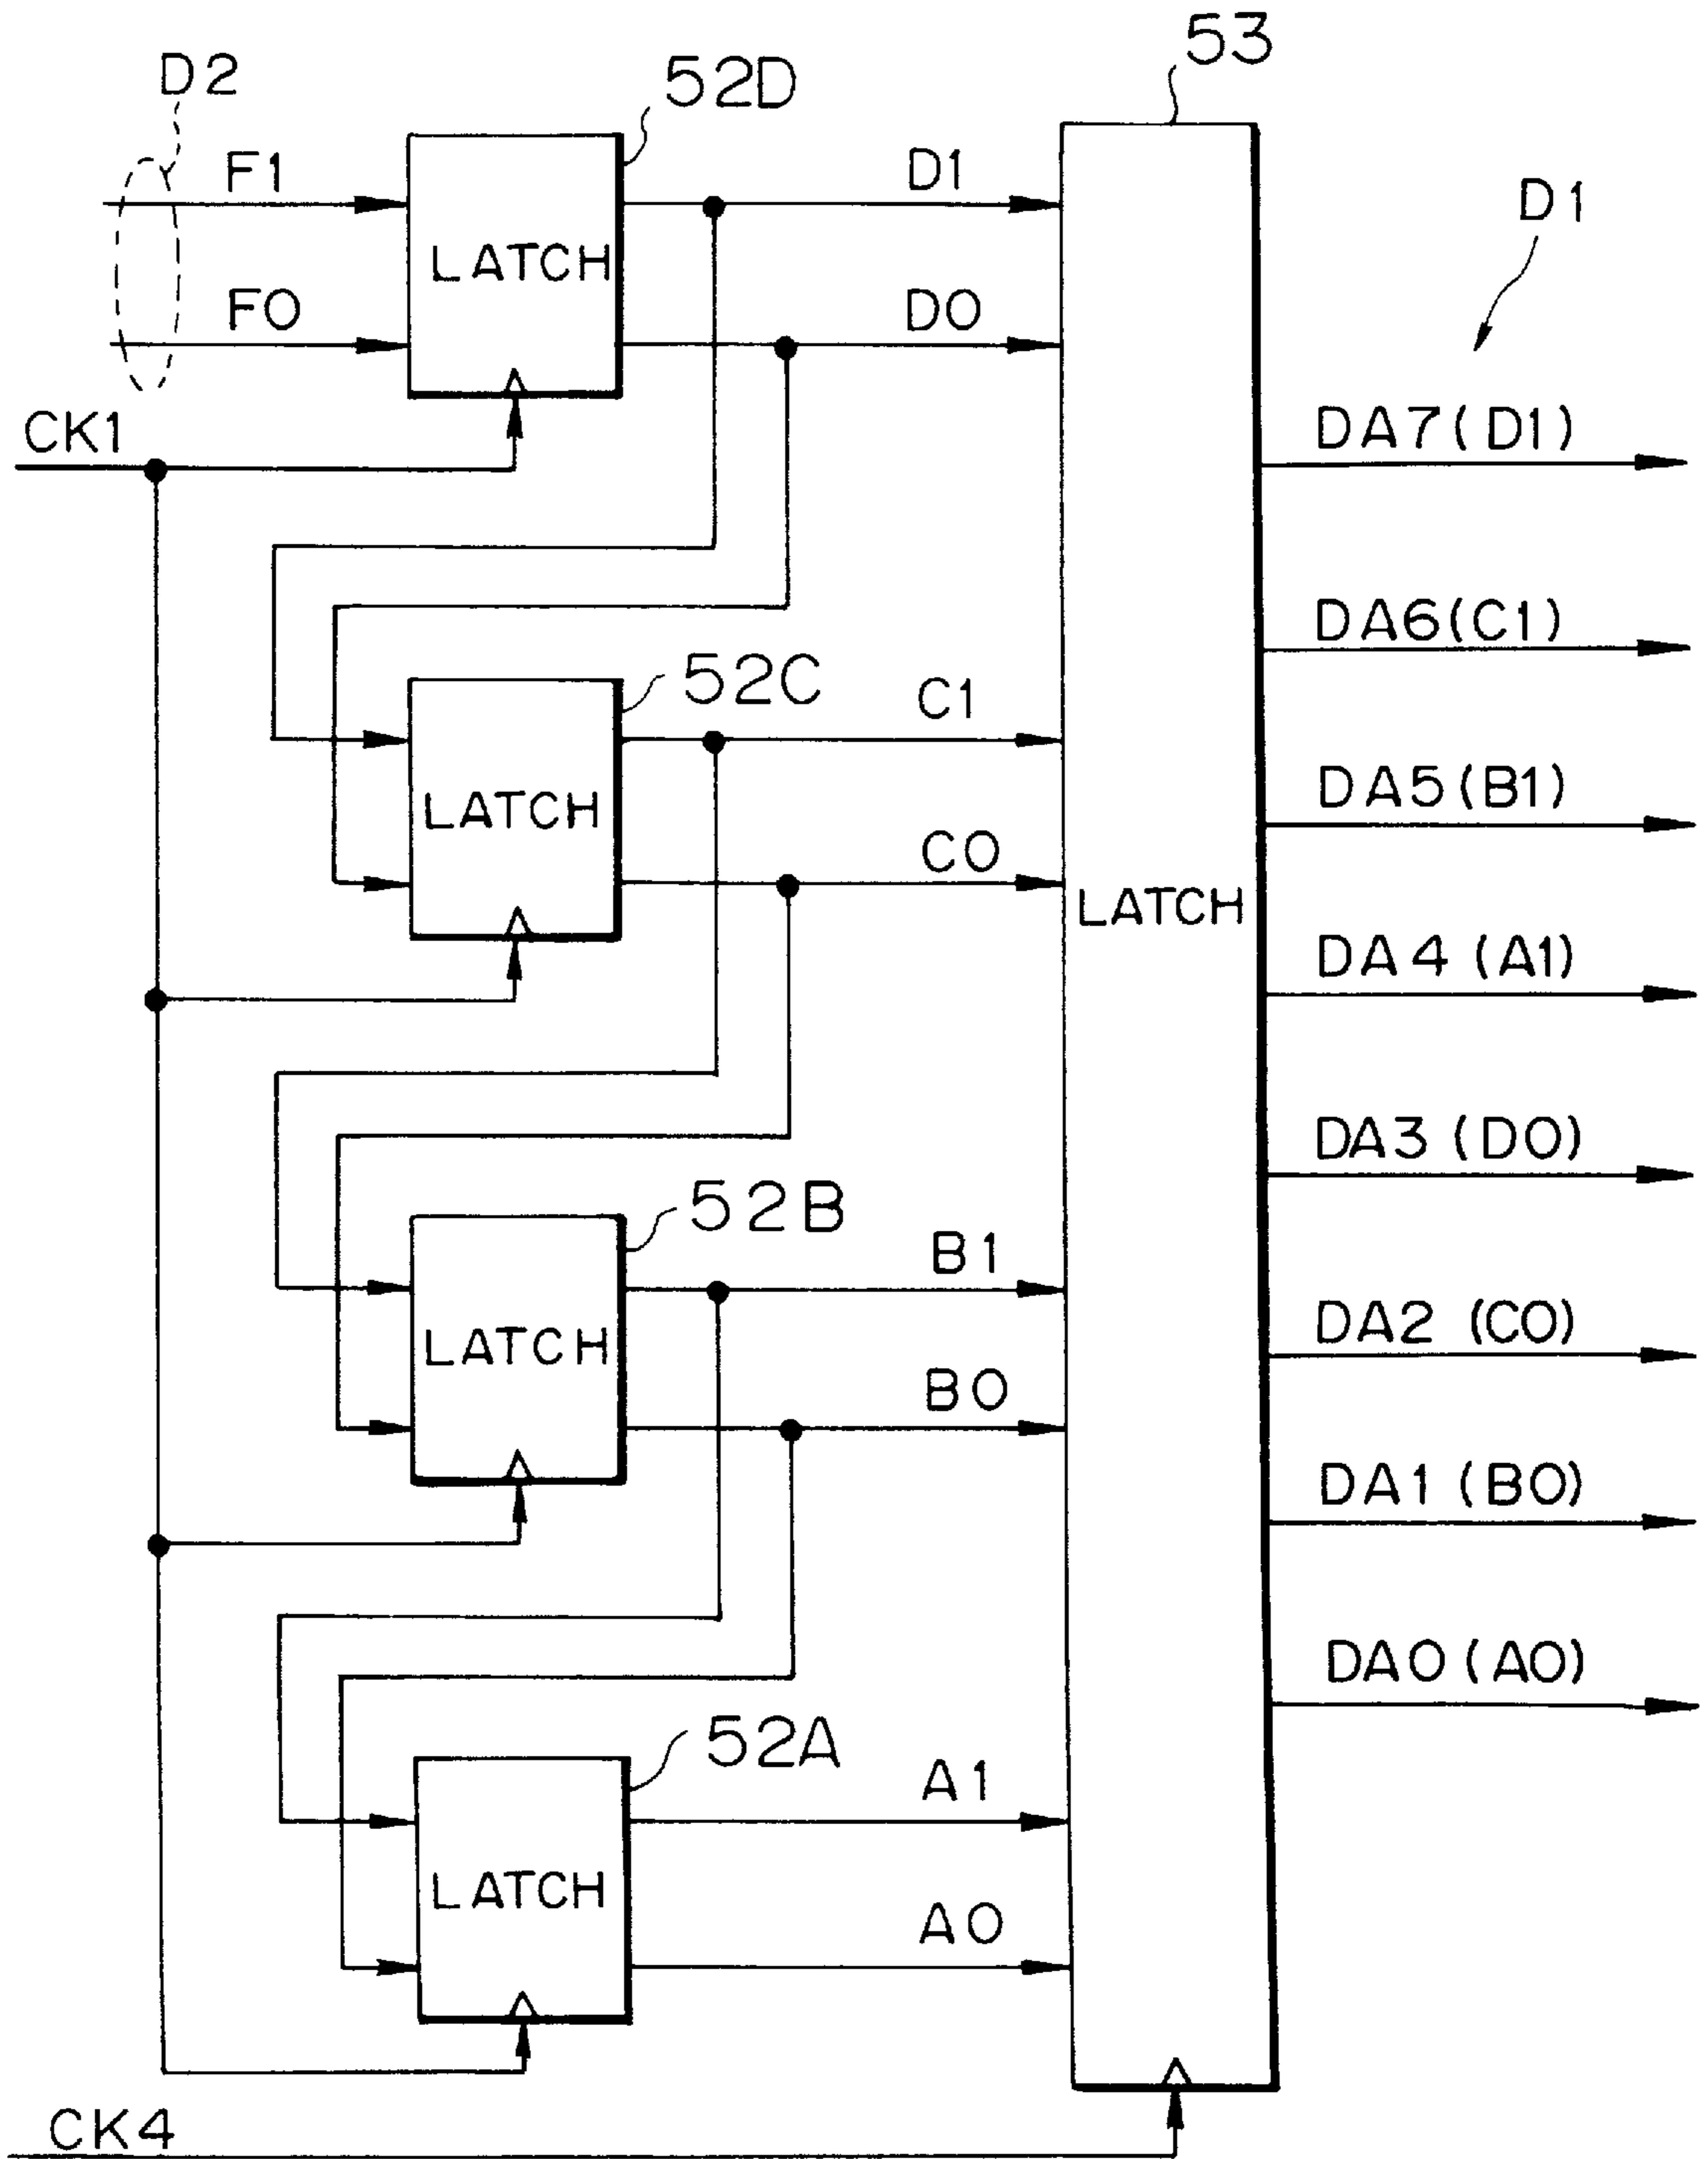 53
D2
52D
F1
D1
D1
LATCH
F0
D0
CK1
DA7(D1)
DA6(C1)
52C
C1
DA5(B1)
LATCH
C0
LATCH
DA4(A1)
DA3(D0)
52B
B1
DA2(C0)
LATCH
B0
DA1(B0)
DA0(A0)
52A
A1
LATCH
A0
CK4